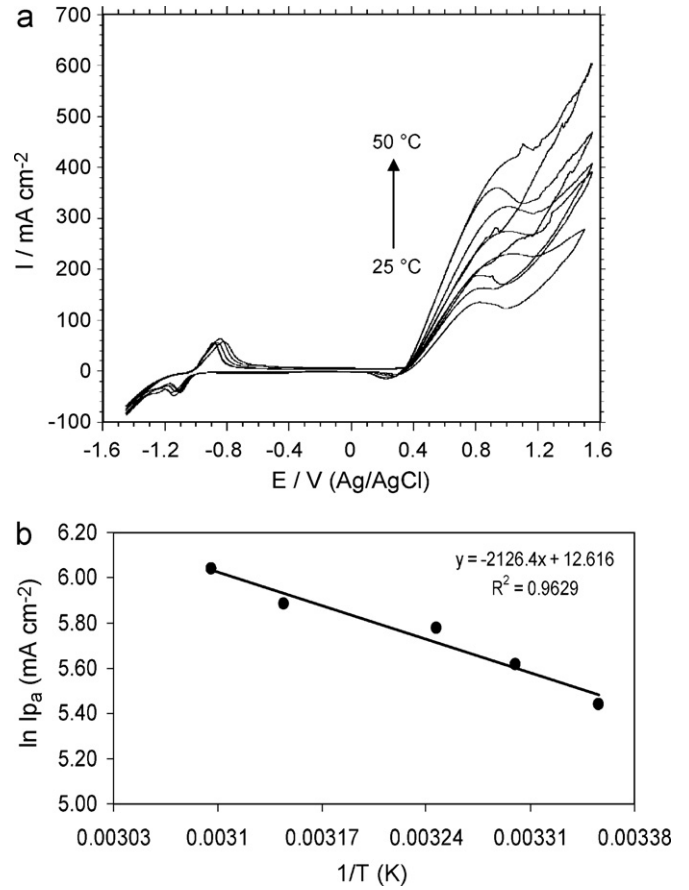 a
700
600
500
400
300
200
100
0
-100
I / mA cm-2
50 °C
25 °C
-1.6 -1.2 -0.8 -0.4 0 0.4 0.8 1.2 1.6
E / V (Ag/AgCl)
b
6.20
6.00
5.80
5.60
5.40
5.20
5.00
ln Ipa (mA cm-2)
y = -2126.4x + 12.616
R2 = 0.9629
0.00303 0.0031 0.00317 0.00324 0.00331 0.00338
1/T (K)